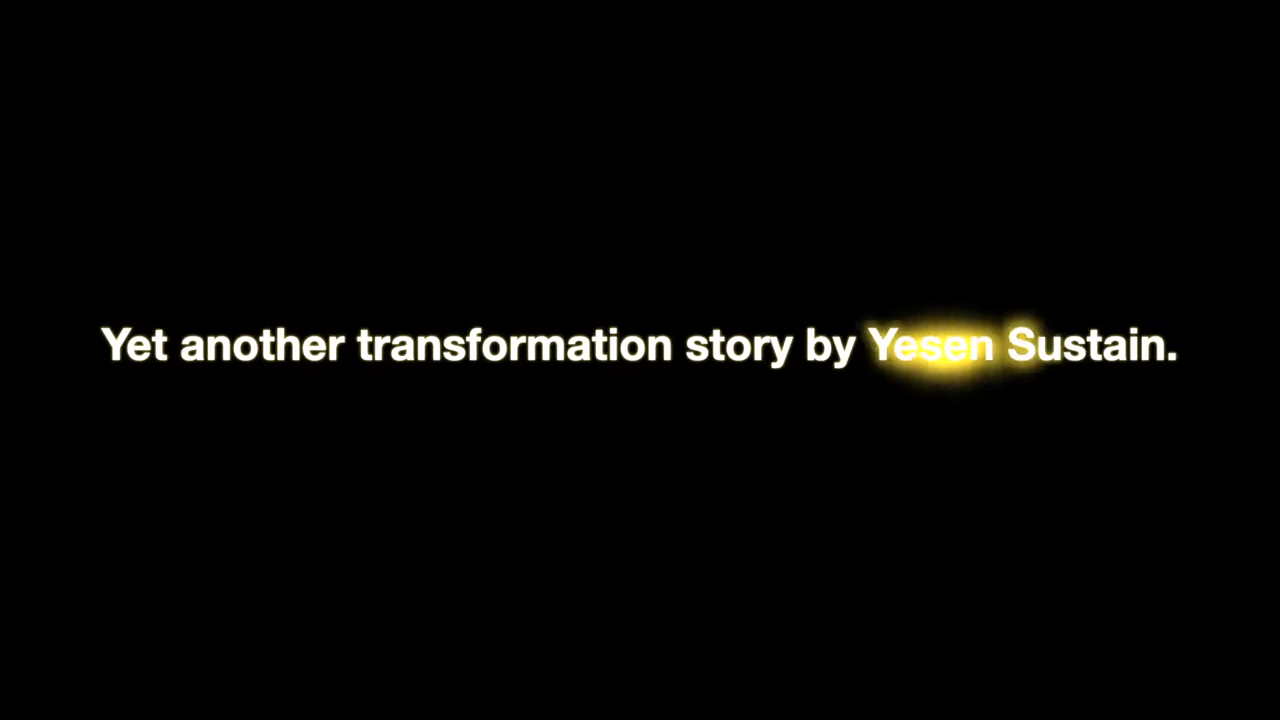 Yet another transformation story by Yesen Sustain.